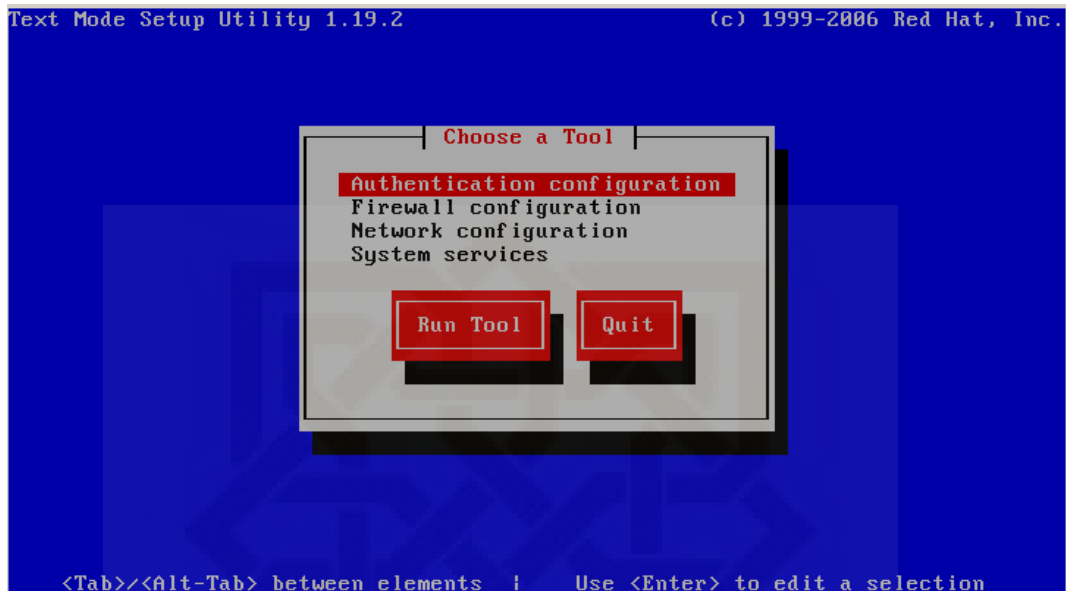 Text Mode Setup Utility 1.19.2 (c) 1999-2006 Red Hat, Inc.
Choose a Tool
Authentication configuration
Firewall configuration
Network configuration
System services
Run Tool Quit
<Tab>/<Alt-Tab> between elements | Use <Enter> to edit a selection